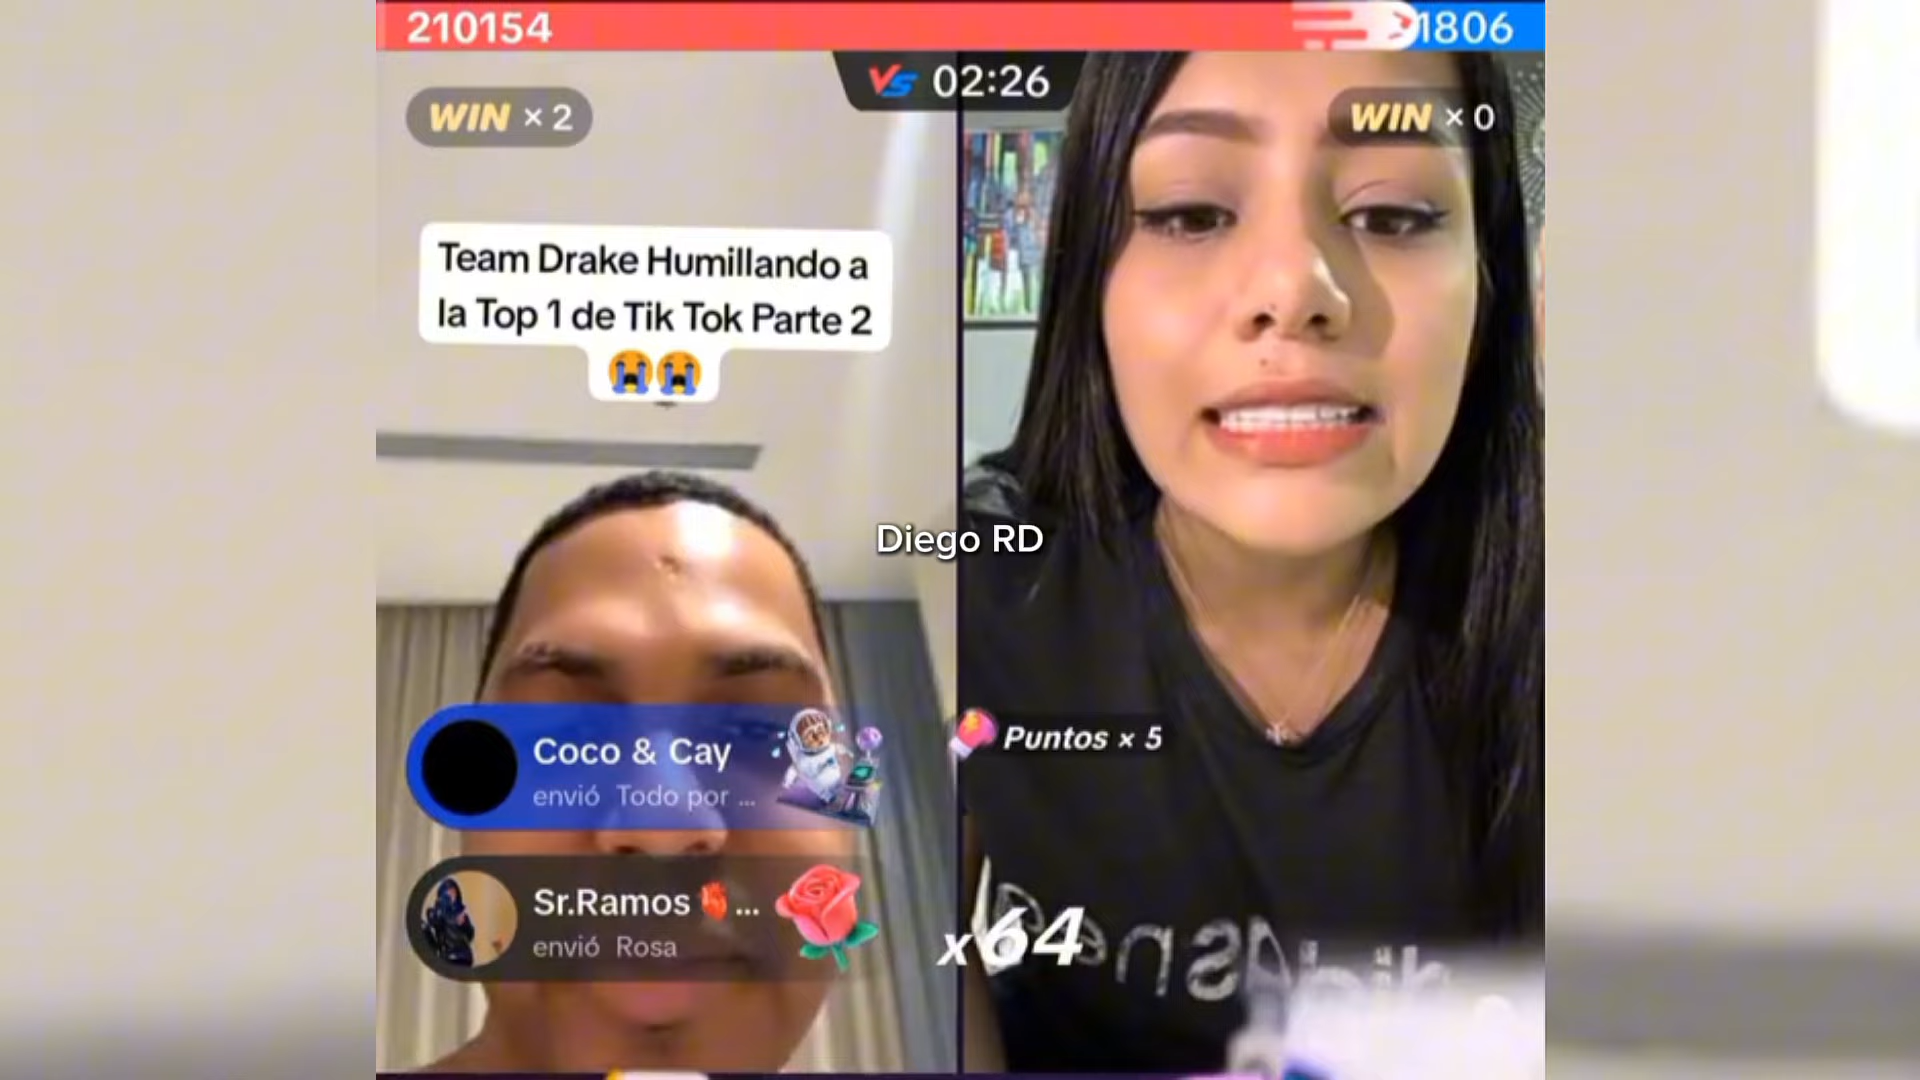 210154
1806
VS 02:26
WIN × 2
WIN × 0
Team Drake Humillando a
la Top 1 de Tik Tok Parte 2
😭😭
Diego RD
Coco & Cay
envió Todo por ...
Puntos × 5
Sr.Ramos🫀...
envió Rosa
x64